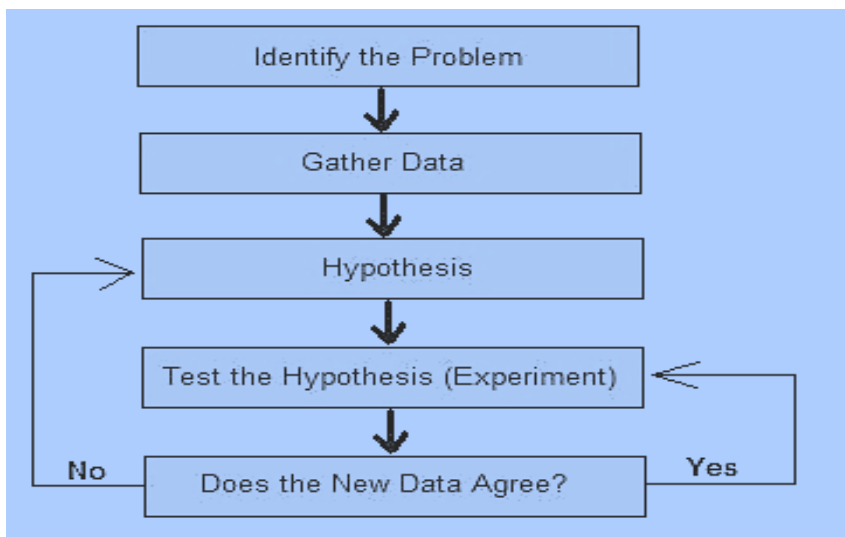 Identify the Problem
Gather Data
Hypothesis
Test the Hypothesis (Experiment)
No
Does the New Data Agree?
Yes